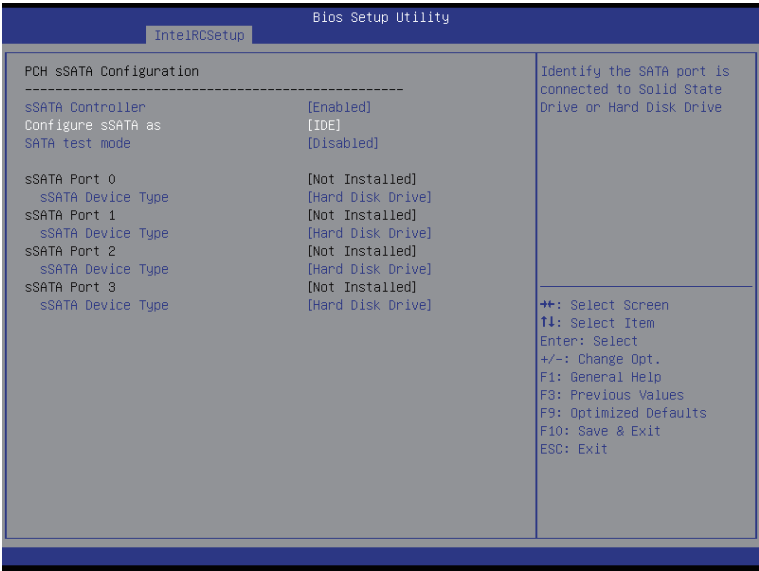 Bios Setup Utility
IntelRCSetup
PCH sSATA Configuration
--------------------------------------------------
sSATA Controller [Enabled]
Configure sSATA as [IDE]
SATA test mode [Disabled]
sSATA Port 0 [Not Installed]
sSATA Device Type [Hard Disk Drive]
sSATA Port 1 [Not Installed]
sSATA Device Type [Hard Disk Drive]
sSATA Port 2 [Not Installed]
sSATA Device Type [Hard Disk Drive]
sSATA Port 3 [Not Installed]
sSATA Device Type [Hard Disk Drive]
Identify the SATA port is
connected to Solid State
Drive or Hard Disk Drive
→←: Select Screen
↑↓: Select Item
Enter: Select
+/-: Change Opt.
F1: General Help
F3: Previous Values
F9: Optimized Defaults
F10: Save & Exit
ESC: Exit